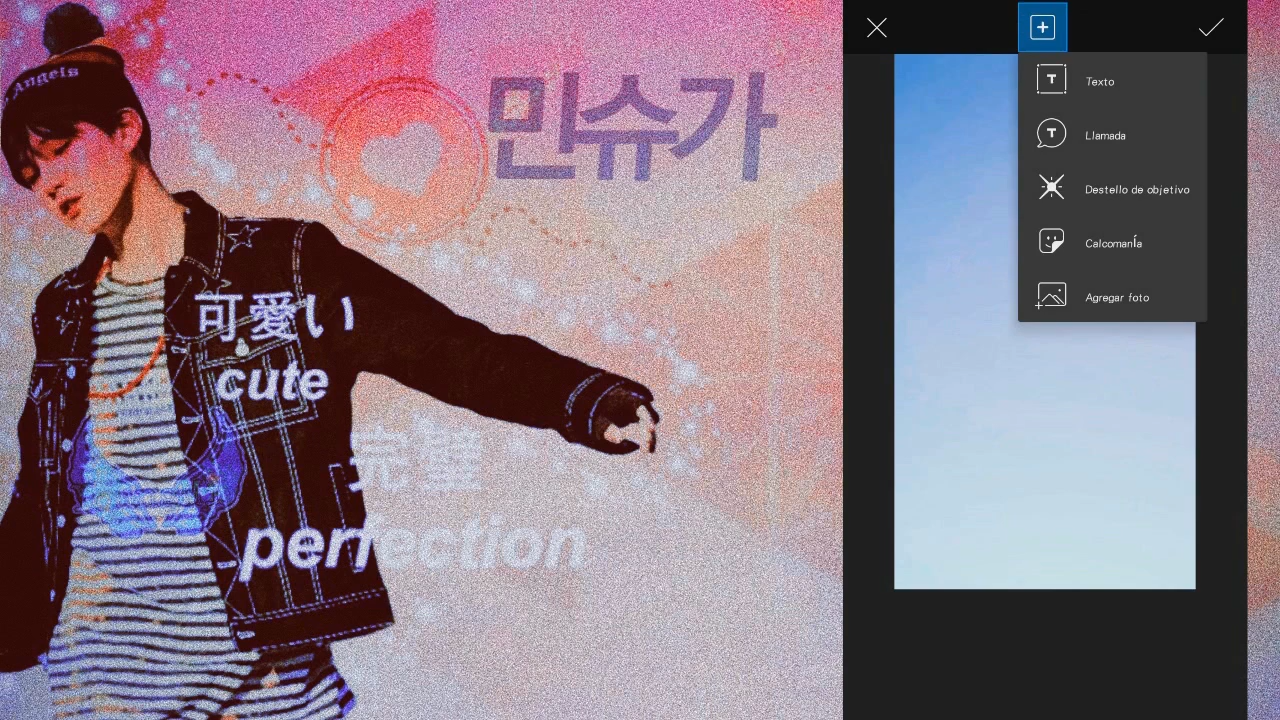 Angels
민슈가
可愛い
cute
完璧
perfection
Texto
Llamada
Destello de objetivo
Calcomanía
Agregar foto